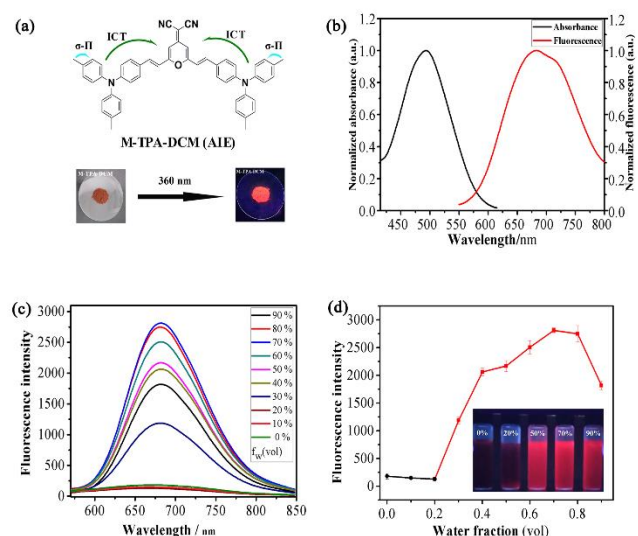 (a)
NC CN
σ-Π ICT ICT σ-Π
O
N N
M-TPA-DCM (AIE)
M-TPA-DCM
360 nm
M-TPA-DCM
(b)
Absorbance
Fluorescence
Normalized absorbance (a.u.)
Normalized fluorescence (a.u.)
1.0 1.0
0.8 0.8
0.6 0.6
0.4 0.4
0.2 0.2
0.0 0.0
450 500 550 600 650 700 750 800
Wavelength/nm
(c)
Fluorescence intensity
3000
2500
2000
1500
1000
500
0
600 650 700 750 800 850
Wavelength / nm
90 %
80 %
70 %
60 %
50 %
40 %
30 %
20 %
10 %
0 %
fw(vol)
(d)
Fluorescence intensity
3500
3000
2500
2000
1500
1000
500
0
0% 20% 50% 70% 90%
0.0 0.2 0.4 0.6 0.8
Water fraction (vol)